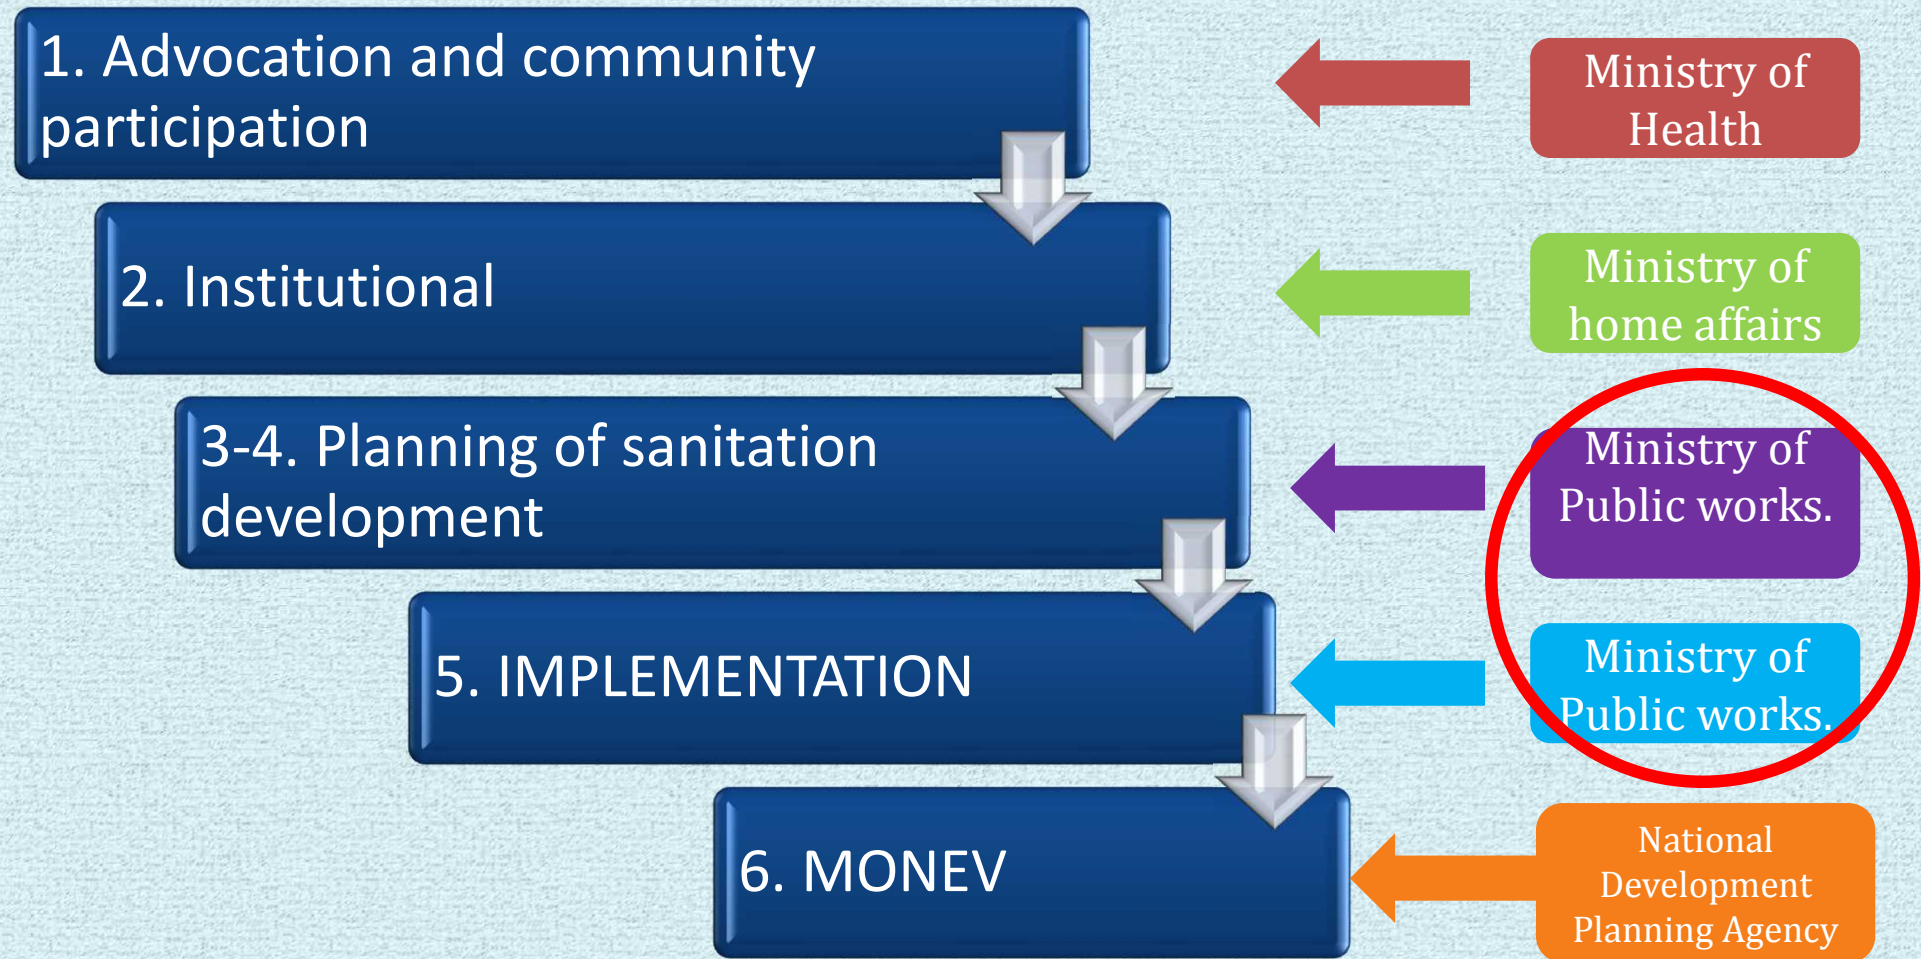 1. Advocation and community
participation
Ministry of
Health
2. Institutional
Ministry of
home affairs
3-4. Planning of sanitation
development
Ministry of
Public works.
5. IMPLEMENTATION
Ministry of
Public works.
6. MONEV
National
Development
Planning Agency